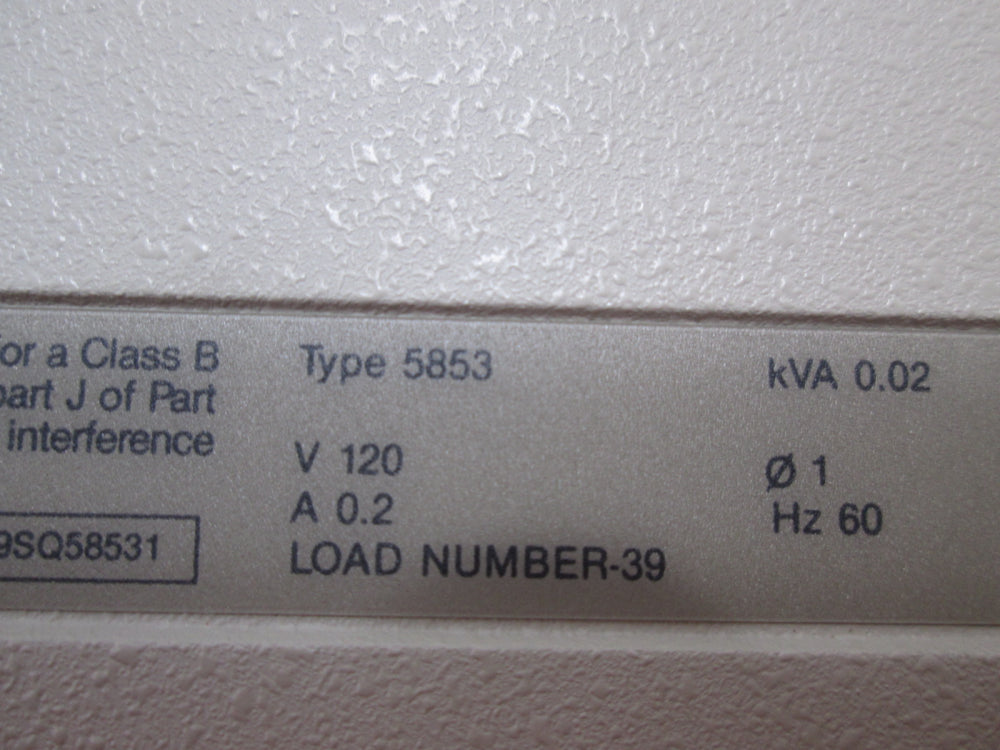 or a Class B
part J of Part
interference
9SQ58531
Type 5853
V 120
A 0.2
LOAD NUMBER-39
kVA 0.02
Ø 1
Hz 60